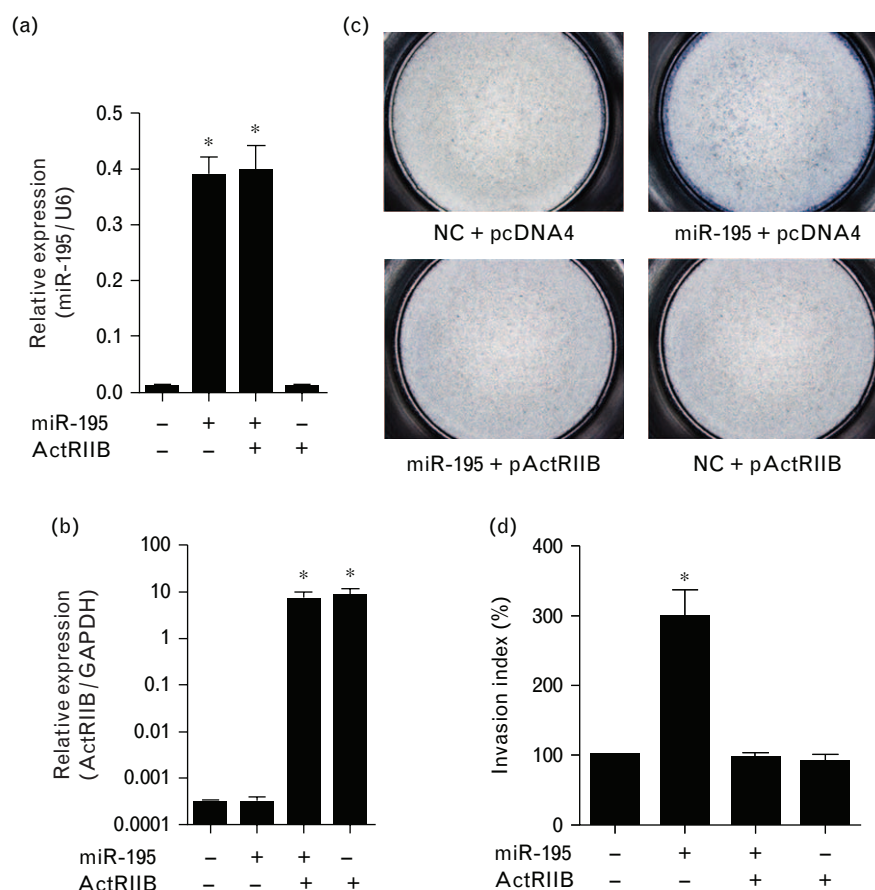 (a)
Relative expression
(miR-195/U6)
0.5
0.4
0.3
0.2
0.1
0.0
*
*
miR-195 – + + –
ActRIIB – – + +
(c)
NC + pcDNA4
miR-195 + pcDNA4
miR-195 + pActRIIB
NC + pActRIIB
(b)
Relative expression
(ActRIIB/GAPDH)
100
10
1
0.1
0.01
0.001
0.0001
*
*
miR-195 – + + –
ActRIIB – – + +
(d)
Invasion index (%)
400
300
200
100
0
*
miR-195 – + + –
ActRIIB – – + +